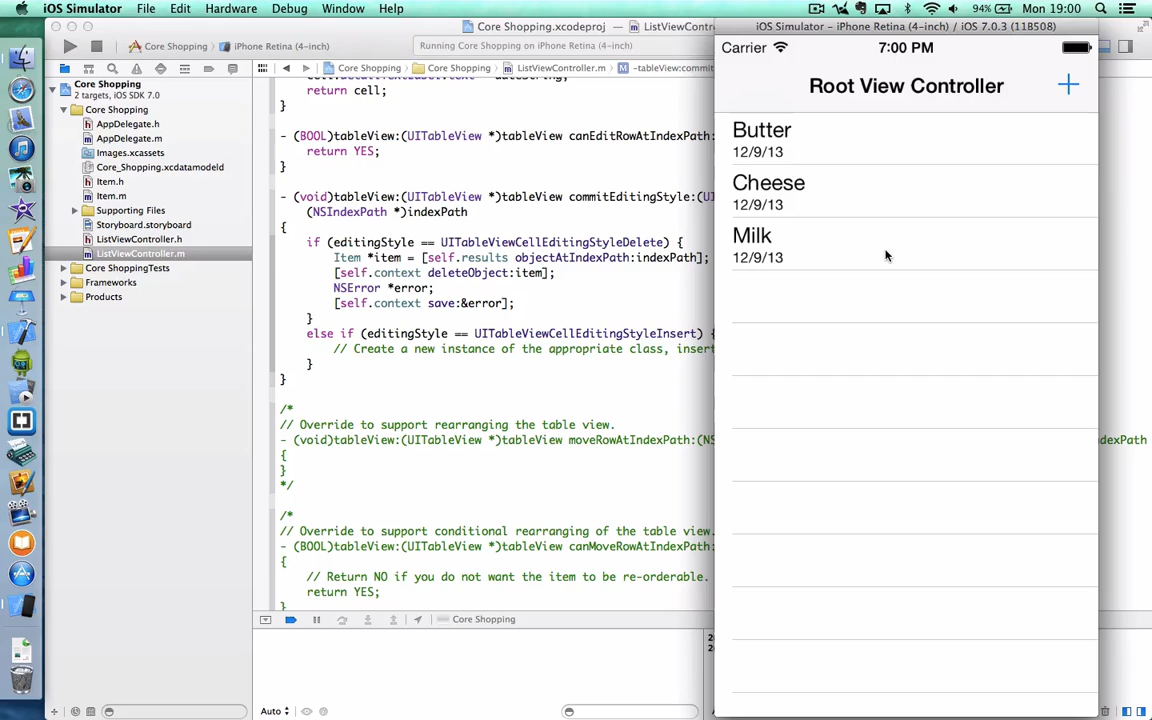 iOS Simulator File Edit Hardware Debug Window Help
94% Mon 19:00
Core Shopping.xcodeproj
ListViewContr
iOS Simulator – iPhone Retina (4-inch) / iOS 7.0.3 (11B508)
Core Shopping iPhone Retina (4-inch)
Running Core Shopping on iPhone Retina (4-inch)
Core Shopping
2 targets, iOS SDK 7.0
Core Shopping
AppDelegate.h
AppDelegate.m
Images.xcassets
Core_Shopping.xcdatamodeld
Item.h
Item.m
Supporting Files
Storyboard.storyboard
ListViewController.h
ListViewController.m
Core ShoppingTests
Frameworks
Products
Core Shopping Core Shopping ListViewController.m -tableView:commit
return cell;
}
- (BOOL)tableView:(UITableView *)tableView canEditRowAtIndexPath:
return YES;
}
- (void)tableView:(UITableView *)tableView commitEditingStyle:(UI
(NSIndexPath *)indexPath
{
if (editingStyle == UITableViewCellEditingStyleDelete) {
Item *item = [self.results objectAtIndexPath:indexPath];
[self.context deleteObject:item];
NSError *error;
[self.context save:&error];
}
else if (editingStyle == UITableViewCellEditingStyleInsert) {
// Create a new instance of the appropriate class, insert
}
}
/*
// Override to support rearranging the table view.
- (void)tableView:(UITableView *)tableView moveRowAtIndexPath:(NS
dexPath
{
}
*/
/*
// Override to support conditional rearranging of the table view.
- (BOOL)tableView:(UITableView *)tableView canMoveRowAtIndexPath:
{
// Return NO if you do not want the item to be re-orderable.
return YES;
}
Core Shopping
Auto
Carrier 7:00 PM
Root View Controller
Butter
12/9/13
Cheese
12/9/13
Milk
12/9/13